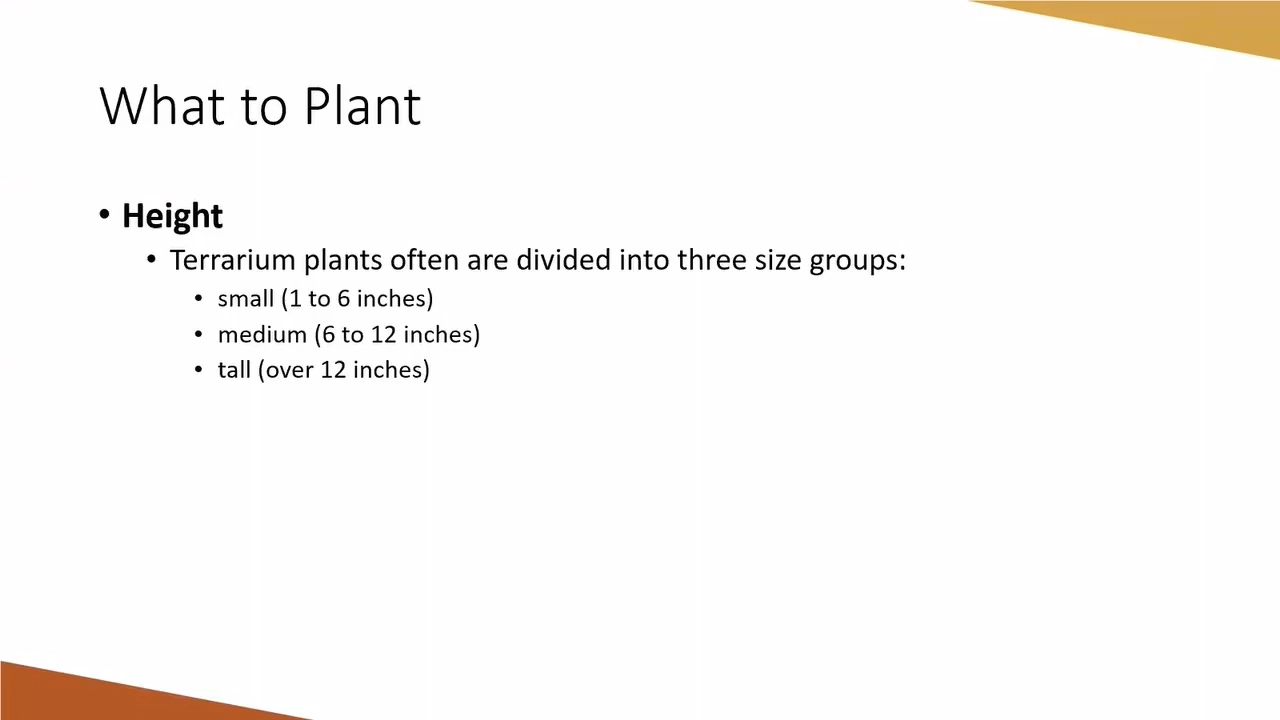 What to Plant
• Height
• Terrarium plants often are divided into three size groups:
• small (1 to 6 inches)
• medium (6 to 12 inches)
• tall (over 12 inches)